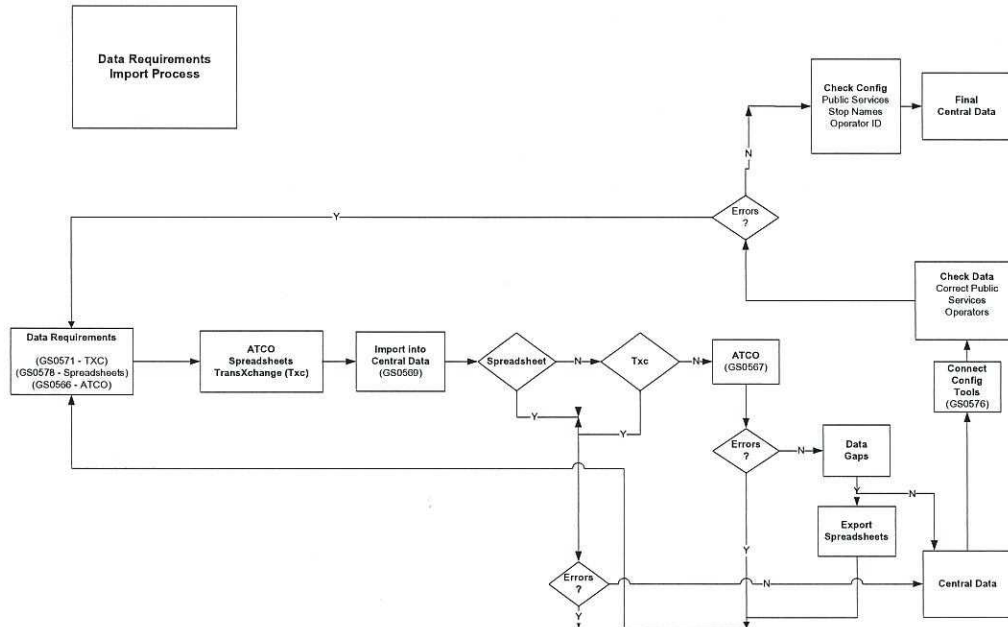 Data Requirements
Import Process
Check Config
Public Services
Stop Names
Operator ID
Final
Central Data
N
Errors
?
Y
Check Data
Correct Public
Services
Operators
Data Requirements
(GS0571 - TXC)
(GS0578 - Spreadsheets)
(GS0566 - ATCO)
ATCO
Spreadsheets
TransXchange (Txc)
Import into
Central Data
(GS0569)
Spreadsheet
N
Txc
N
ATCO
(GS0567)
Connect
Config
Tools
(GS0576)
Y
Y
Errors
?
N
Data
Gaps
Y
N
Export
Spreadsheets
Y
Errors
?
N
Central Data
Y